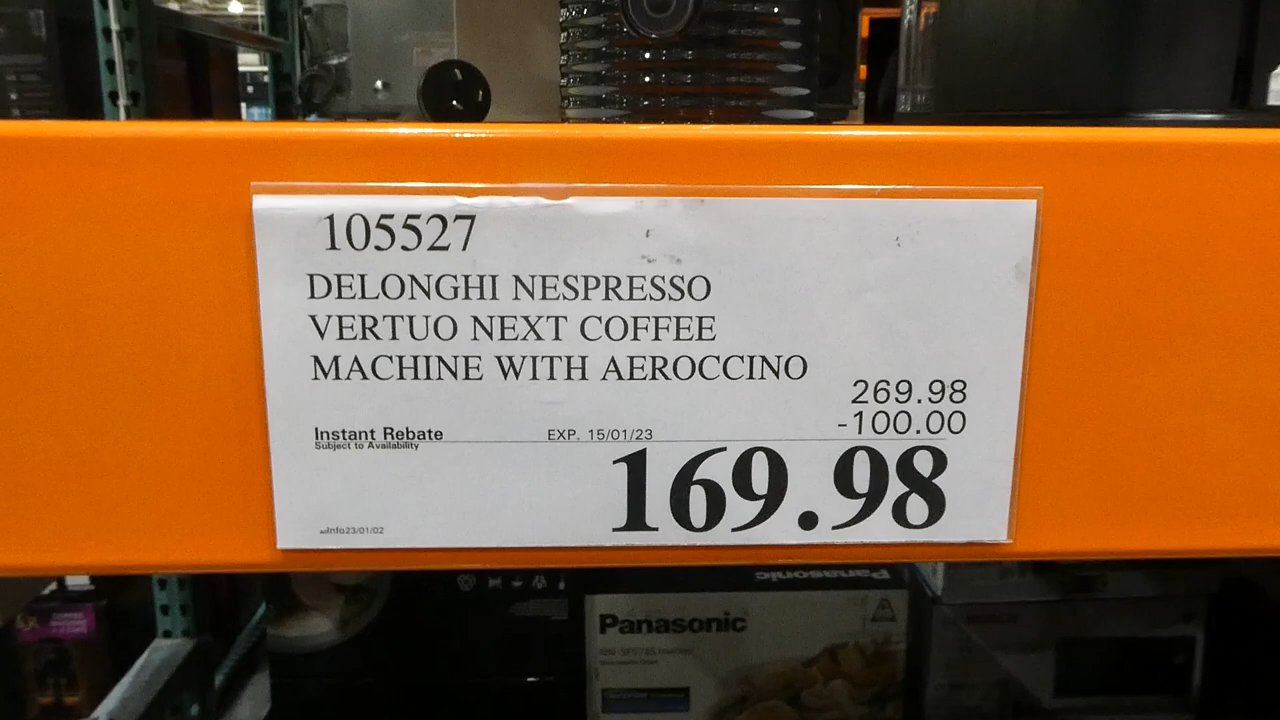 105527
DELONGHI NESPRESSO
VERTUO NEXT COFFEE
MACHINE WITH AEROCCINO
269.98
-100.00
Instant Rebate
EXP. 15/01/23
Subject to Availability
169.98
23/01/02
Panasonic
Panasonic